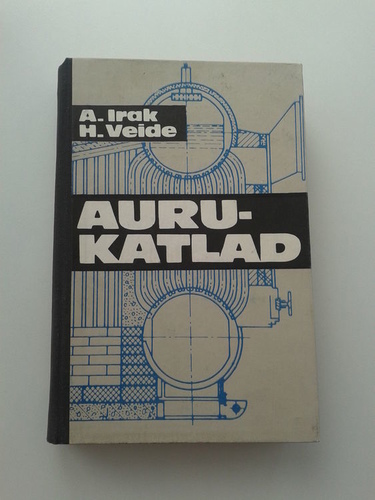 A. Irak
H. Veide
AURU-
KATLAD